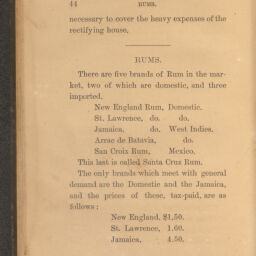 44 RUMS.
necessary to cover the heavy expenses of the
rectifying house,
RUMS.
There are five brands of Rum in the mar-
ket, two of which are domestic, and three
imported.
New England Rum, Domestic.
St. Lawrence, do. do.
Jamaica, do. West Indies.
Arrac de Batavia, do.
San Croix Rum, Mexico.
This last is called Santa Cruz Rum.
The only brands which meet with general
demand are the Domestic and the Jamaica,
and the prices of these, tax-paid, are as
follows:
New England. $1.50.
St. Lawrence, 1.60.
Jamaica, 4.50.